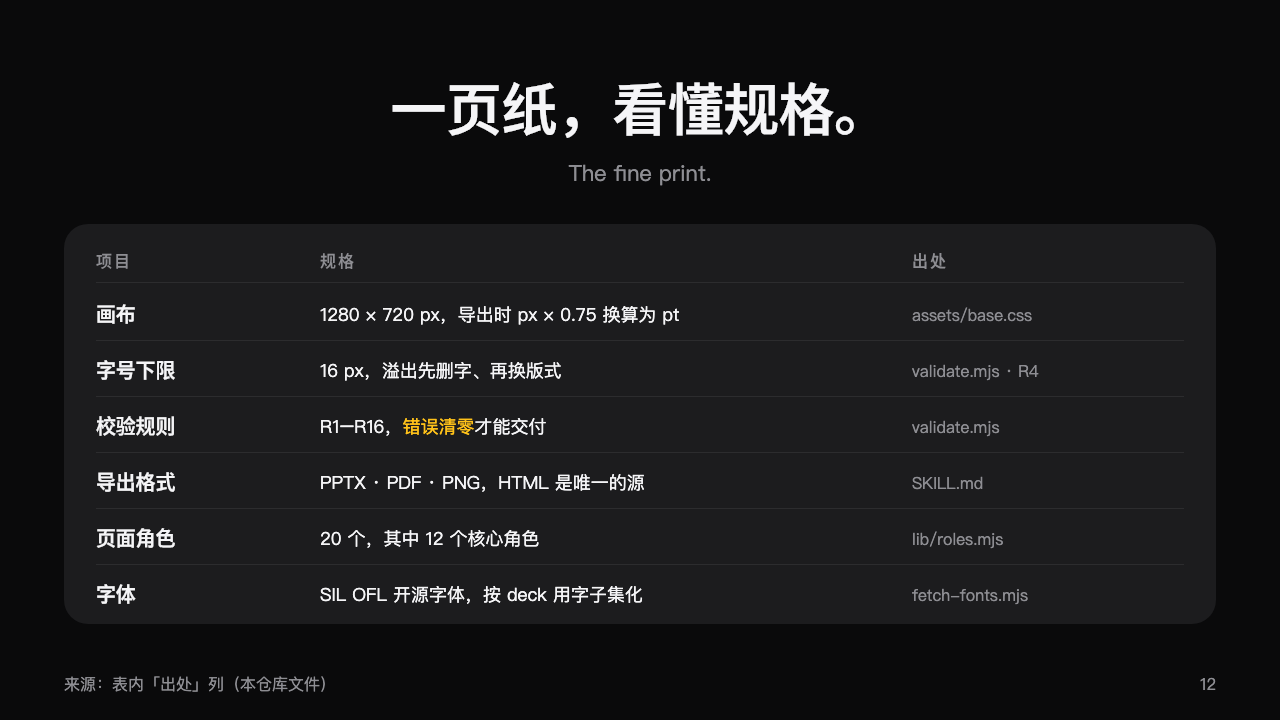 一页纸，看懂规格。
The fine print.
项目 规格 出处
画布 1280 × 720 px，导出时 px × 0.75 换算为 pt assets/base.css
字号下限 16 px，溢出先删字、再换版式 validate.mjs · R4
校验规则 R1—R16，错误清零才能交付 validate.mjs
导出格式 PPTX · PDF · PNG，HTML 是唯一的源 SKILL.md
页面角色 20 个，其中 12 个核心角色 lib/roles.mjs
字体 SIL OFL 开源字体，按 deck 用字子集化 fetch-fonts.mjs
来源：表内「出处」列（本仓库文件） 12